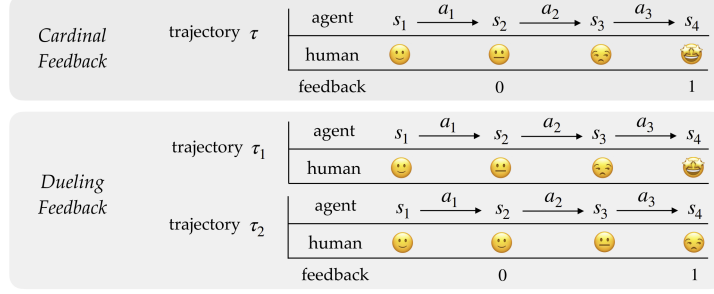 Cardinal Feedback
trajectory τ
agent s₁ a₁ s₂ a₂ s₃ a₃ s₄
human 🙂 😐 😒 🤩
feedback 0 1
Dueling Feedback
trajectory τ₁
agent s₁ a₁ s₂ a₂ s₃ a₃ s₄
human 🙂 😐 😒 🤩
trajectory τ₂
agent s₁ a₁ s₂ a₂ s₃ a₃ s₄
human 🙂 🙂 😐 😒
feedback 0 1